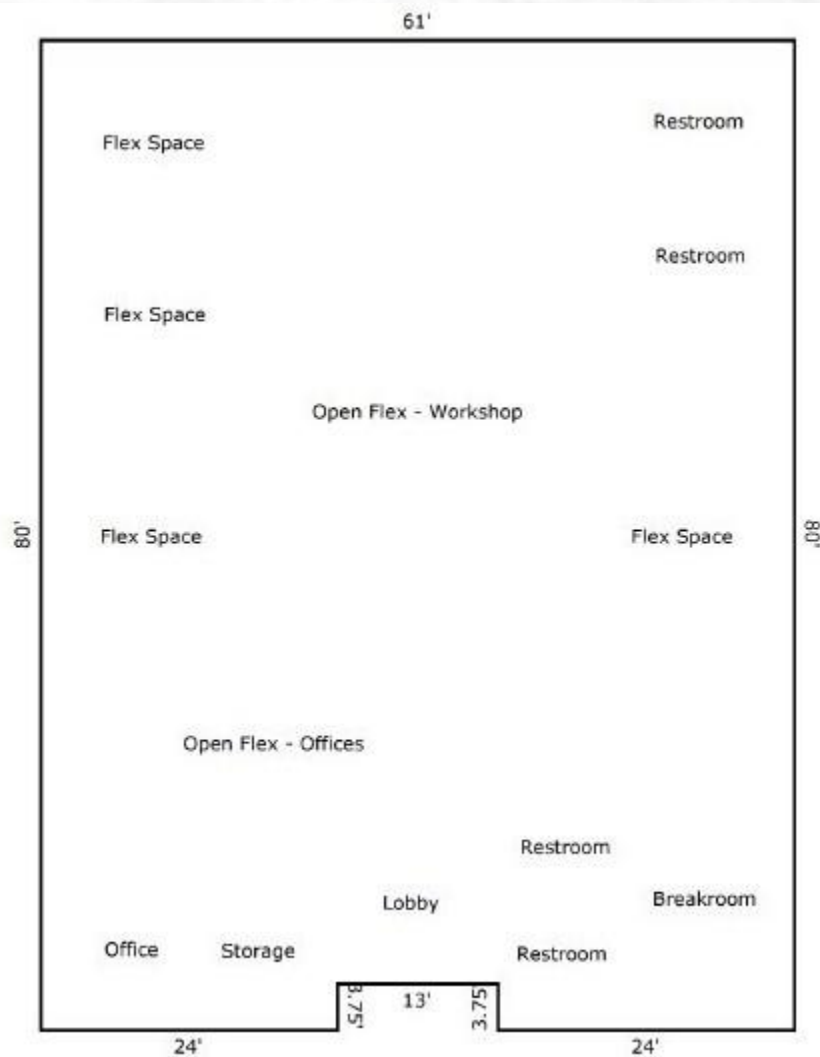 61'
Restroom
Flex Space
Restroom
Flex Space
Open Flex - Workshop
80'
Flex Space
Flex Space
80'
Open Flex - Offices
Restroom
Lobby
Breakroom
Office
Storage
Restroom
3.75'
13'
3.75'
24'
24'